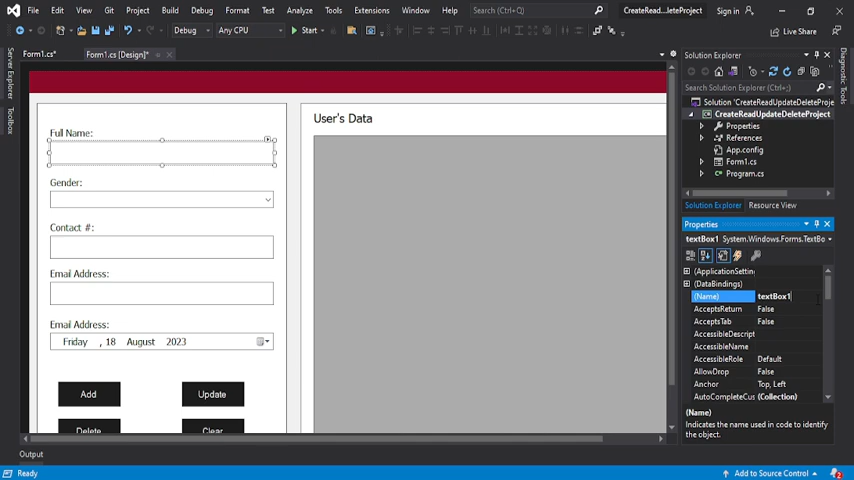 File Edit View Git Project Build Debug Format Test Analyze Tools Extensions Window Help Search (Ctrl+Q) CreateRead...leteProject Sign in
Debug Any CPU Start Live Share
Form1.cs* Form1.cs [Design]*
Server Explorer
Toolbox
Full Name:
Gender:
Contact #:
Email Address:
Email Address:
Friday , 18 August 2023
Add Update
Delete Clear
User's Data
Solution Explorer
Search Solution Explorer (Ctrl+;)
Solution 'CreateReadUpdateDeleteProje
CreateReadUpdateDeleteProject
Properties
References
App.config
Form1.cs
Program.cs
Solution Explorer Resource View
Properties
textBox1 System.Windows.Forms.TextBo
(ApplicationSettin
(DataBindings)
(Name) textBox1
AcceptsReturn False
AcceptsTab False
AccessibleDescript
AccessibleName
AccessibleRole Default
AllowDrop False
Anchor Top, Left
AutoCompleteCus (Collection)
(Name)
Indicates the name used in code to identify
the object.
Diagnostic Tools
Output
Ready Add to Source Control 2